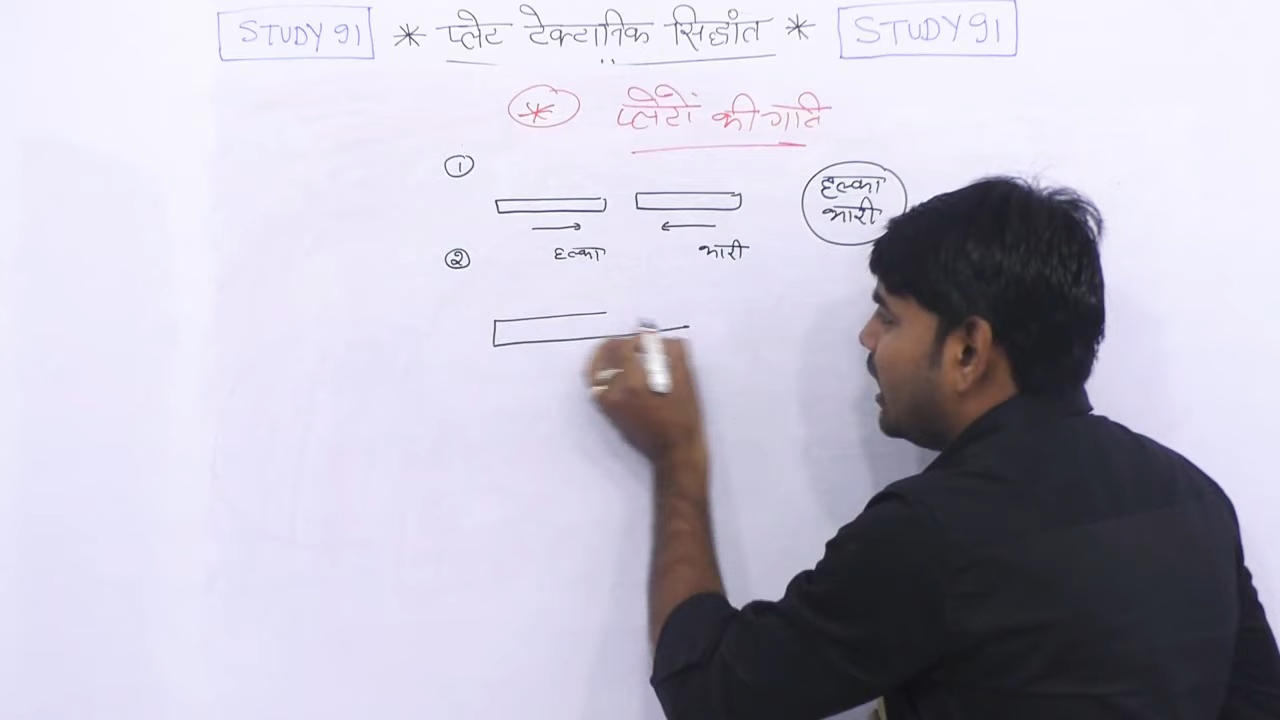 STUDY 91 * प्लेट टेक्टानिक सिद्धांत * STUDY 91
* प्लेटों की गति
1
हल्का
भारी
हल्का भारी
2